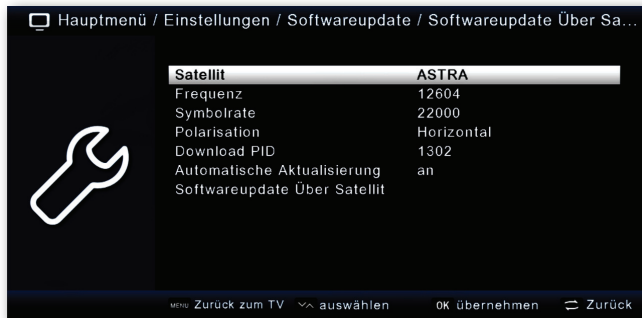 Hauptmenü / Einstellungen / Softwareupdate / Softwareupdate Über Sa...
Satellit ASTRA
Frequenz 12604
Symbolrate 22000
Polarisation Horizontal
Download PID 1302
Automatische Aktualisierung an
Softwareupdate Über Satellit
MENU Zurück zum TV auswählen OK übernehmen Zurück